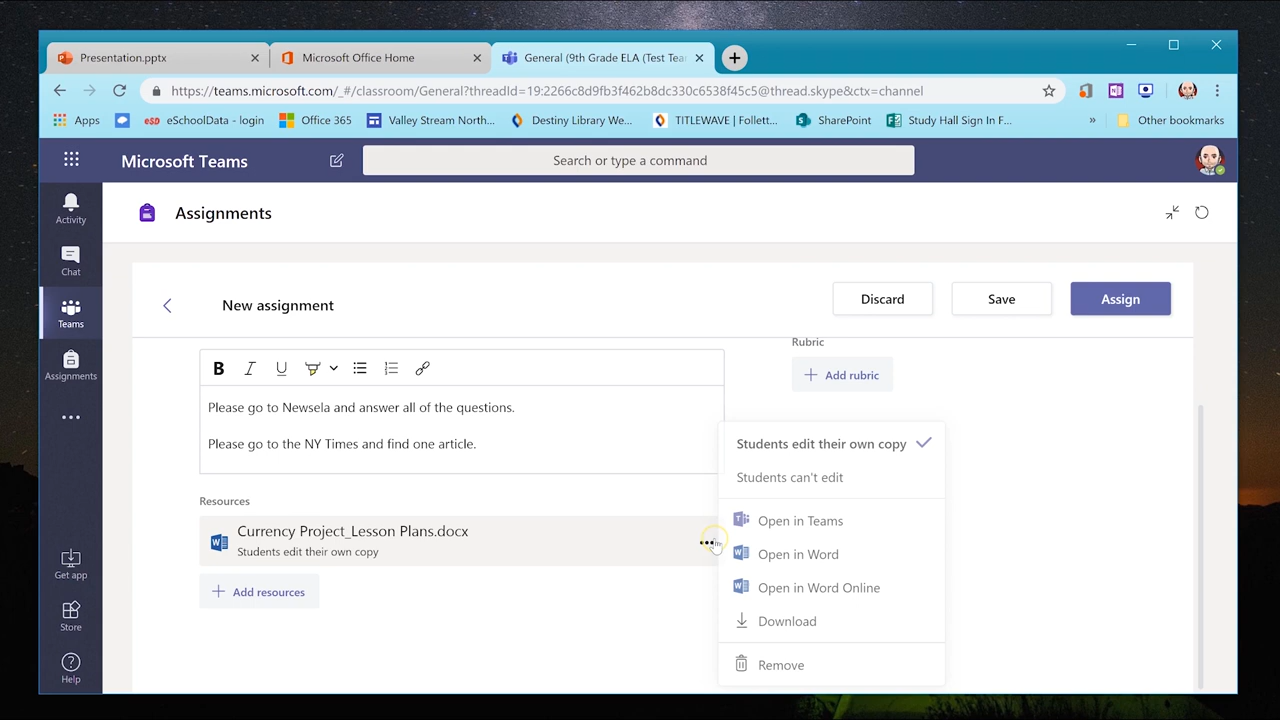 Presentation.pptx
Microsoft Office Home
General (9th Grade ELA (Test Tea
https://teams.microsoft.com/_#/classroom/General?threadId=19:2266c8d9fb3f462b8dc330c6538f45c5@thread.skype&ctx=channel
Apps
esd eSchoolData - login
Office 365
Valley Stream North...
Destiny Library We...
TITLEWAVE | Follett...
SharePoint
Study Hall Sign In F...
»
Other bookmarks
Microsoft Teams
Search or type a command
Activity
Chat
Teams
Assignments
Get app
Store
Help
Assignments
New assignment
Discard
Save
Assign
Rubric
+ Add rubric
B I U
Please go to Newsela and answer all of the questions.
Please go to the NY Times and find one article.
Resources
Currency Project_Lesson Plans.docx
Students edit their own copy
+ Add resources
Students edit their own copy
Students can't edit
Open in Teams
Open in Word
Open in Word Online
Download
Remove